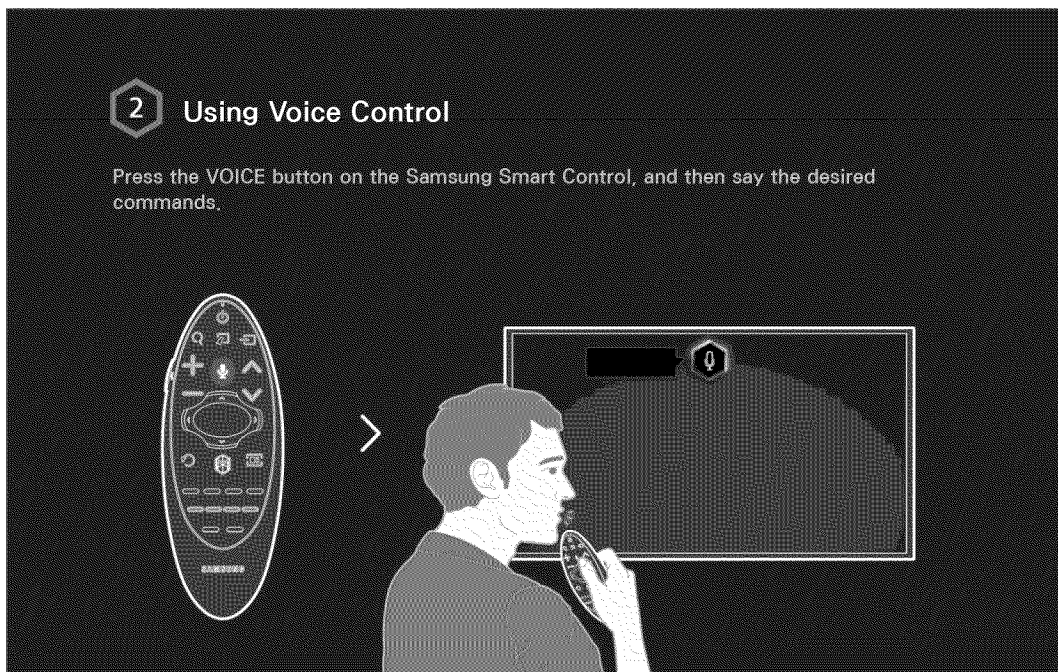 2
Using Voice Control
Press the VOICE button on the Samsung Smart Control, and then say the desired
commands.
SAMSUNG